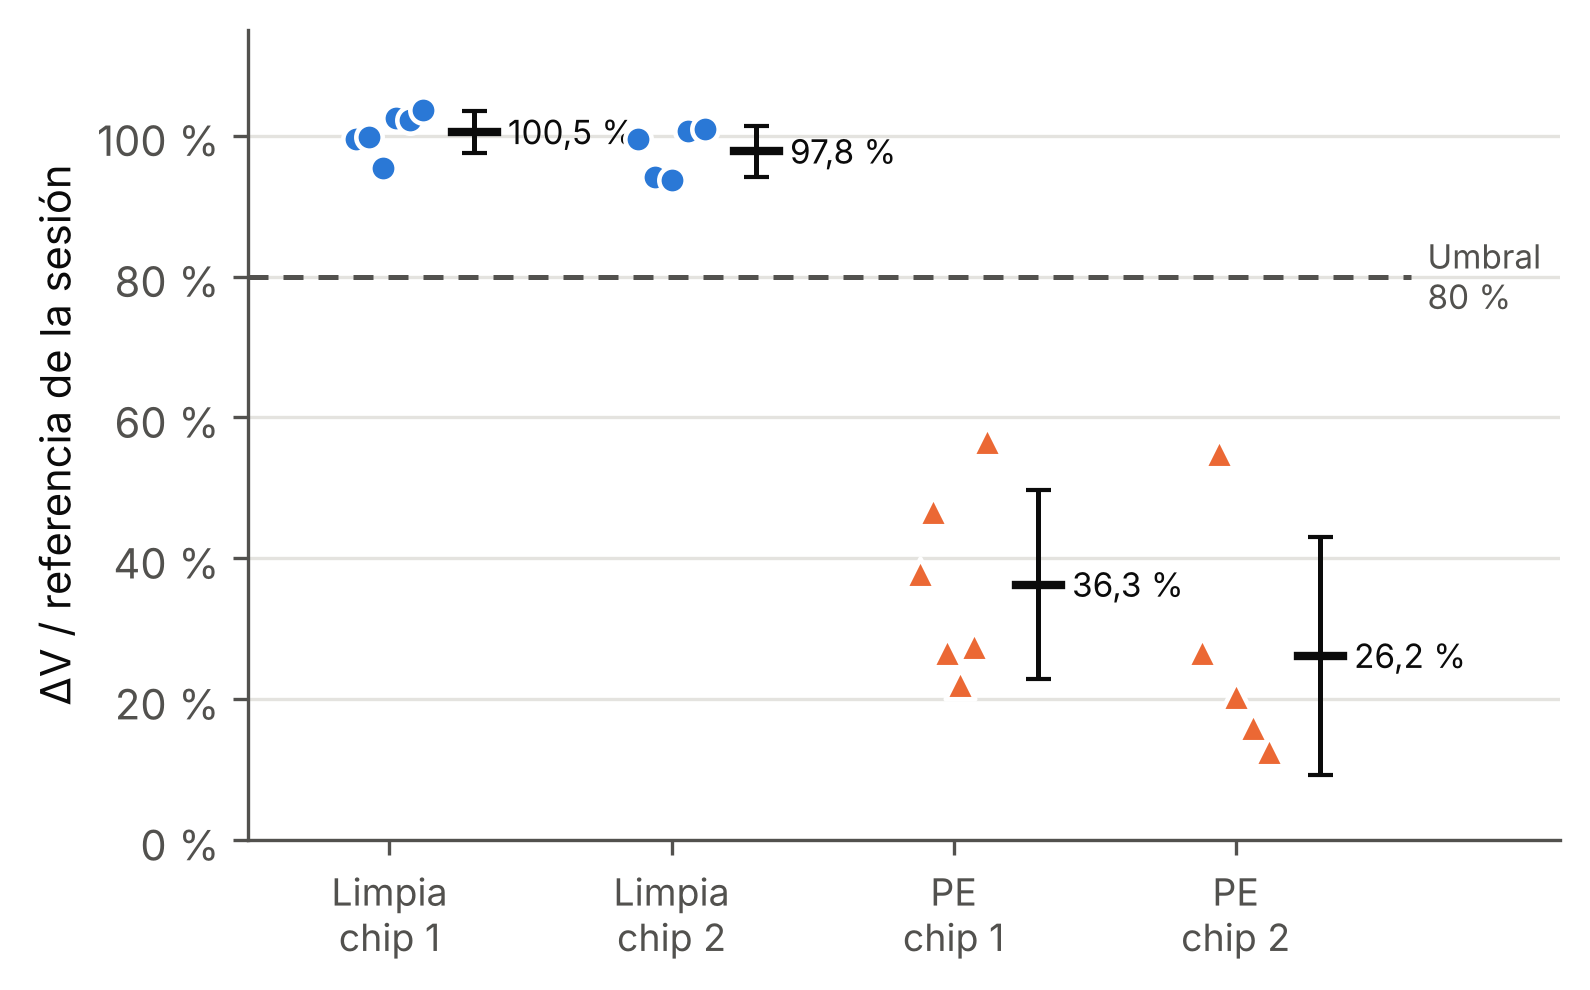 ΔV / referencia de la sesión
100 %
80 %
60 %
40 %
20 %
0 %
100,5 %
97,8 %
Umbral
80 %
36,3 %
26,2 %
Limpia
chip 1
Limpia
chip 2
PE
chip 1
PE
chip 2